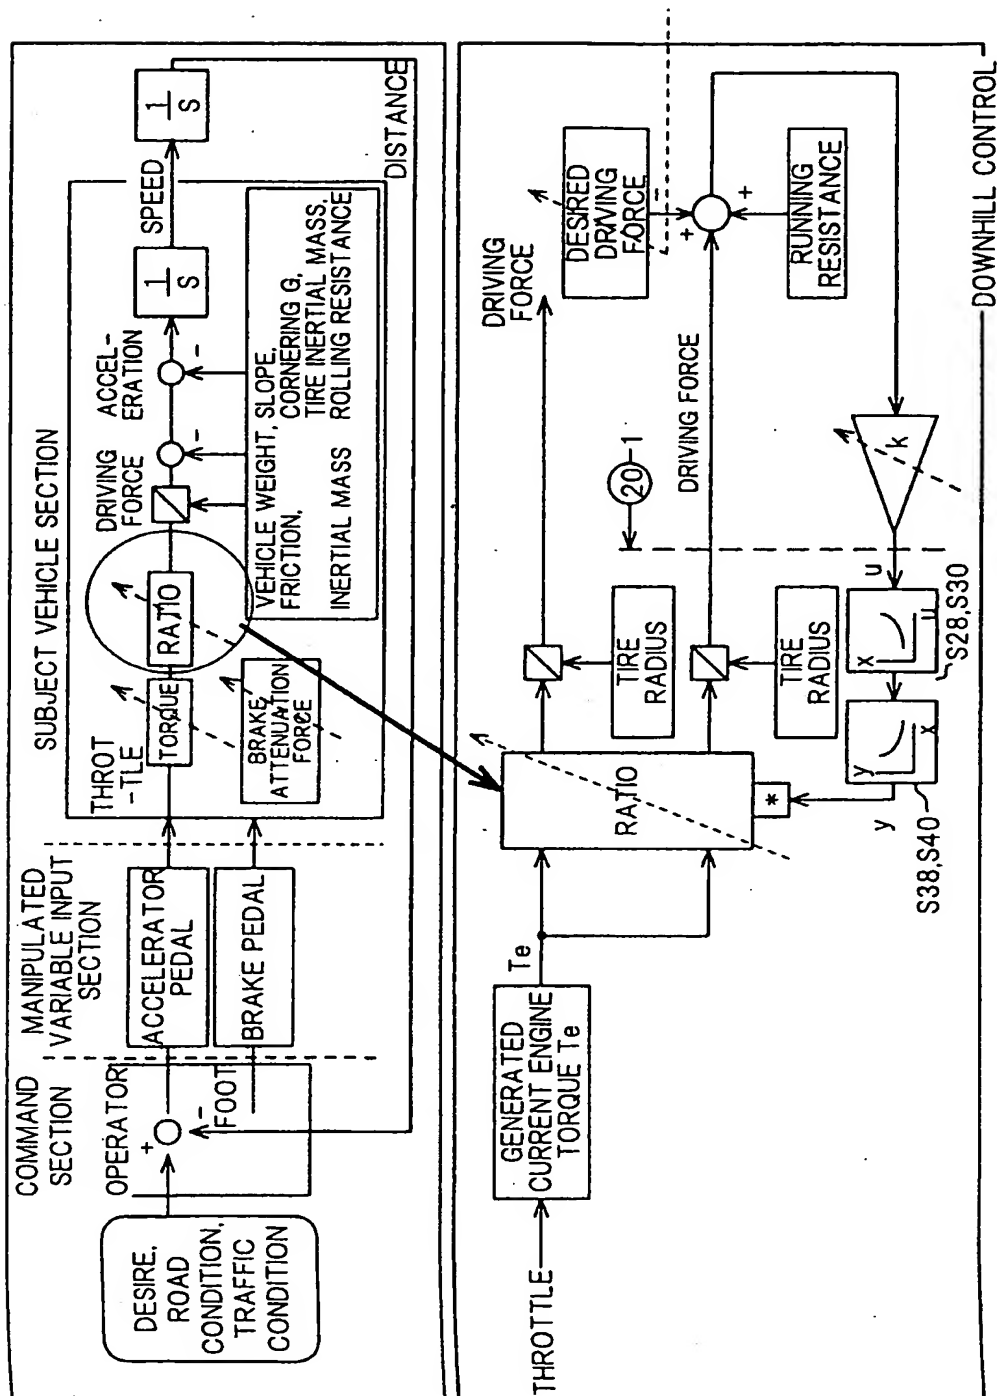 COMMAND
SECTION
MANIPULATED
VARIABLE INPUT
SECTION
SUBJECT VEHICLE SECTION
DESIRE,
ROAD
CONDITION,
TRAFFIC
CONDITION
OPERATOR
+
-
FOOT
ACCELERATOR
PEDAL
BRAKE PEDAL
THROT
-TLE
TORQUE
RATIO
BRAKE
ATTENUATION
FORCE
DRIVING
FORCE
-
ACCEL-
ERATION
-
1
S
SPEED
1
S
VEHICLE WEIGHT, SLOPE,
FRICTION, CORNERING G,
TIRE INERTIAL MASS,
INERTIAL MASS ROLLING RESISTANCE
DISTANCE
THROTTLE
GENERATED
CURRENT ENGINE
TORQUE Te
Te
RATIO
*
TIRE
RADIUS
TIRE
RADIUS
DRIVING
FORCE
20-1
DRIVING FORCE
DESIRED
DRIVING
FORCE
-
+
+
RUNNING
RESISTANCE
k
u
x
u
S28,S30
y
x
y
S38,S40
DOWNHILL CONTROL